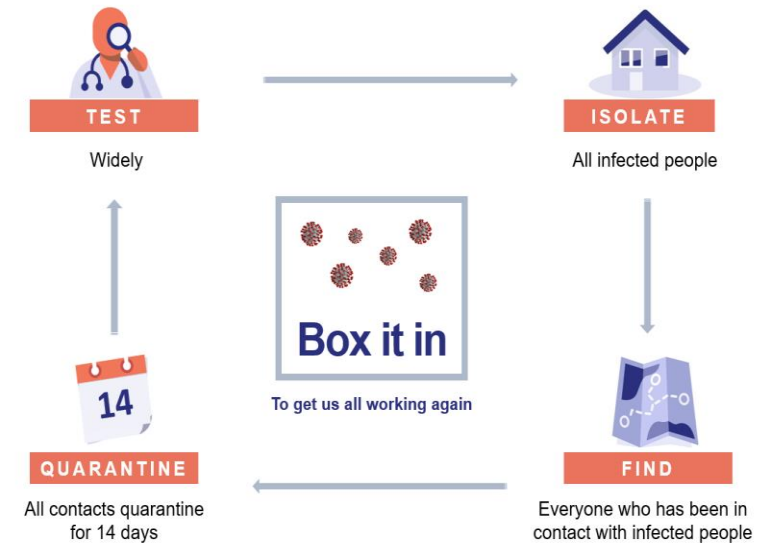 TEST
Widely
ISOLATE
All infected people
Box it in
To get us all working again
14
QUARANTINE
All contacts quarantine
for 14 days
FIND
Everyone who has been in
contact with infected people